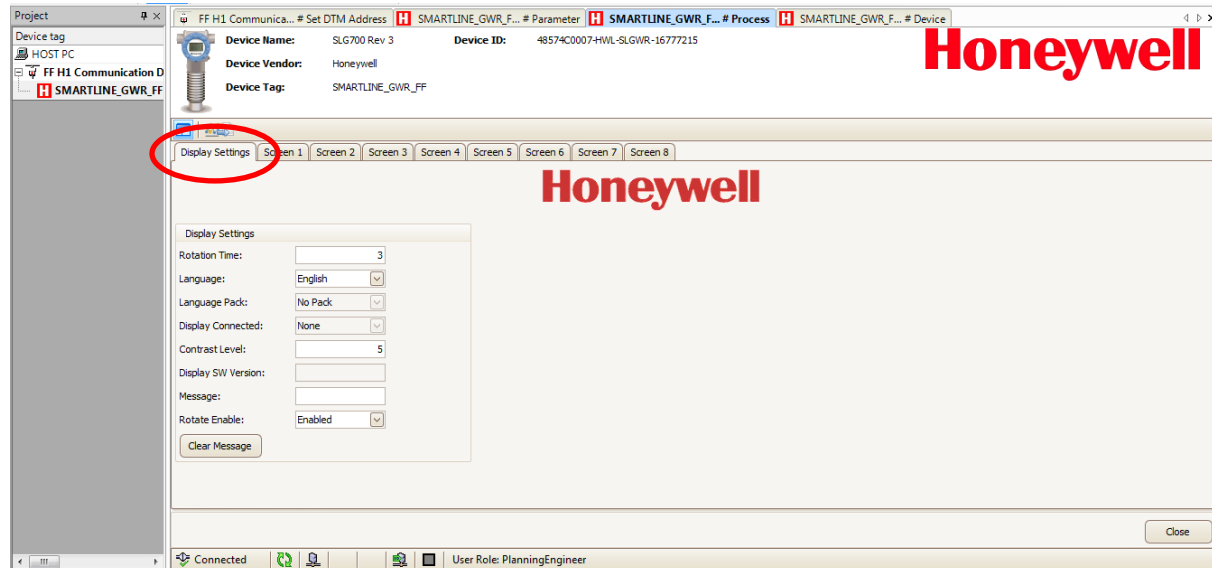 Project
Device tag
HOST PC
FF H1 Communication D
SMARTLINE_GWR_FF
FF H1 Communica... # Set DTM Address
SMARTLINE_GWR_F... # Parameter
SMARTLINE_GWR_F... # Process
SMARTLINE_GWR_F... # Device
Device Name: SLG700 Rev 3 Device ID: 48574C0007-HWL-SLGWR-16777215
Device Vendor: Honeywell
Device Tag: SMARTLINE_GWR_FF
Honeywell
Display Settings Screen 1 Screen 2 Screen 3 Screen 4 Screen 5 Screen 6 Screen 7 Screen 8
Honeywell
Display Settings
Rotation Time: 3
Language: English
Language Pack: No Pack
Display Connected: None
Contrast Level: 5
Display SW Version:
Message:
Rotate Enable: Enabled
Clear Message
Close
Connected User Role: PlanningEngineer